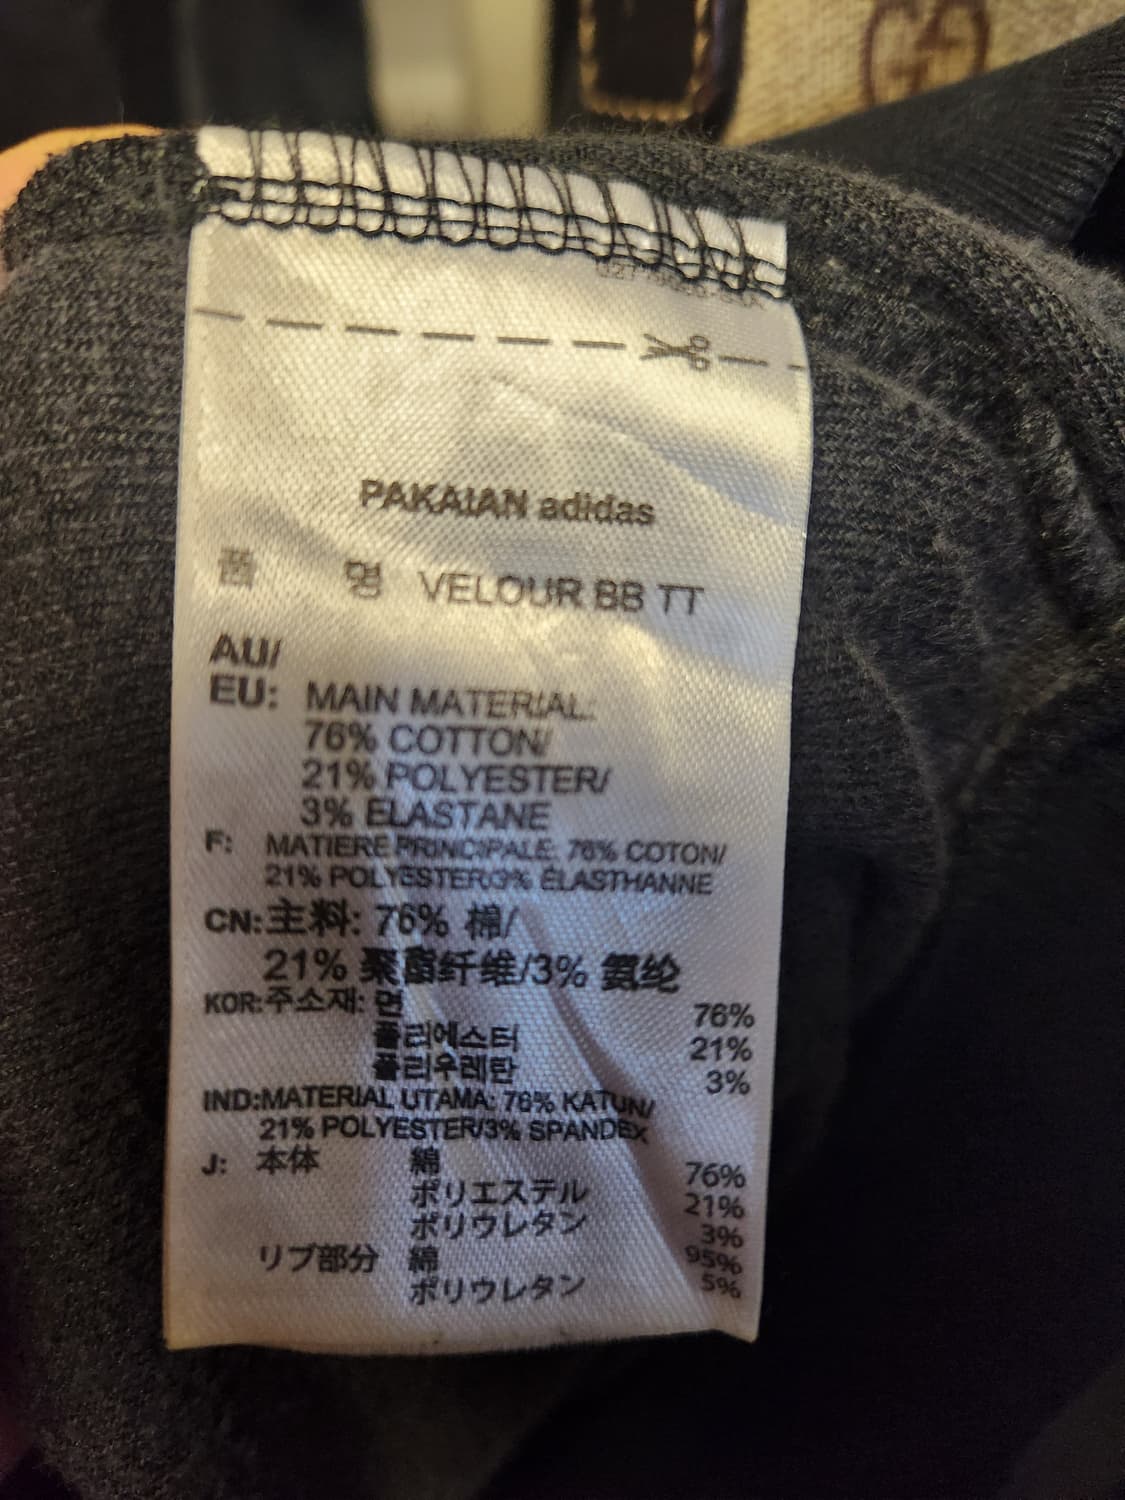 PAKAIAN adidas
품 명 VELOUR BB TT
AU/
EU: MAIN MATERIAL:
76% COTTON/
21% POLYESTER/
3% ELASTANE
F: MATIERE PRINCIPALE: 76% COTON/
21% POLYESTER/3% ÉLASTHANNE
CN:主料: 76% 棉/
21% 聚酯纤维/3% 氨纶
KOR:주소재: 면 76%
폴리에스터 21%
폴리우레탄 3%
IND:MATERIAL UTAMA: 76% KATUN/
21% POLYESTER/3% SPANDEX
J: 本体 綿 76%
ポリエステル 21%
ポリウレタン 3%
リブ部分 綿 95%
ポリウレタン 5%